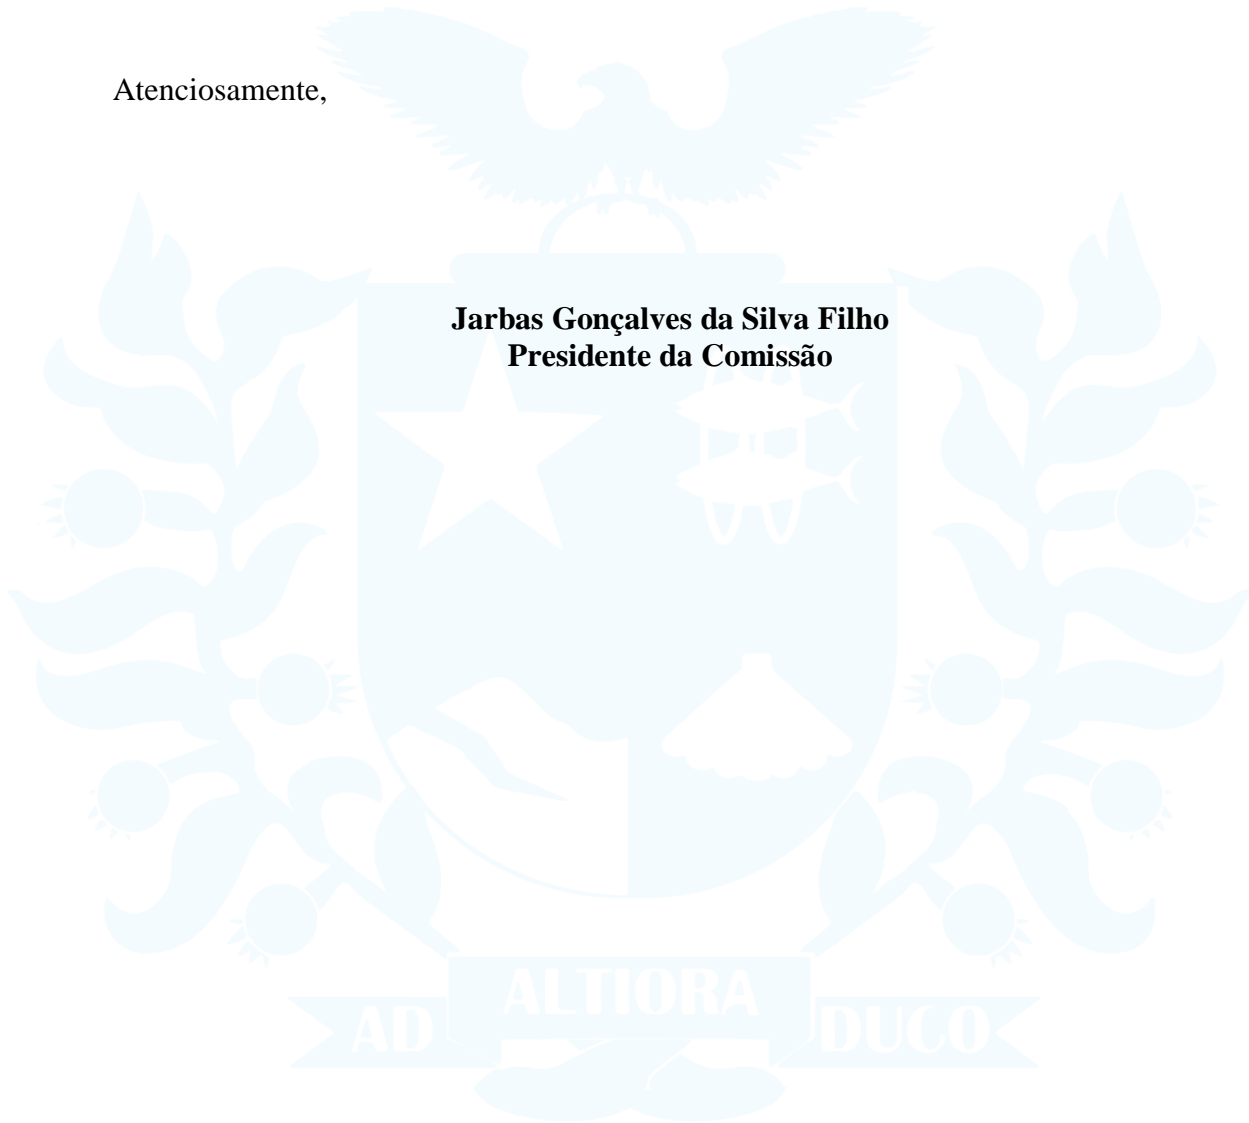 Atenciosamente,
Jarbas Gonçalves da Silva Filho
Presidente da Comissão
AD ALTIORA DUCO